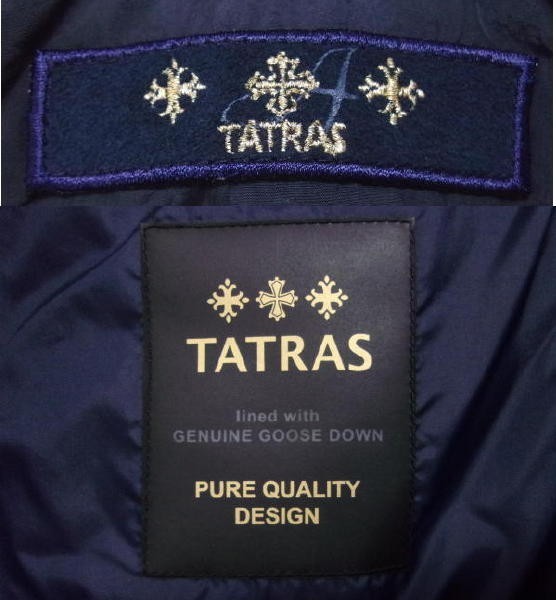 TATRAS
TATRAS
lined with
GENUINE GOOSE DOWN
PURE QUALITY
DESIGN